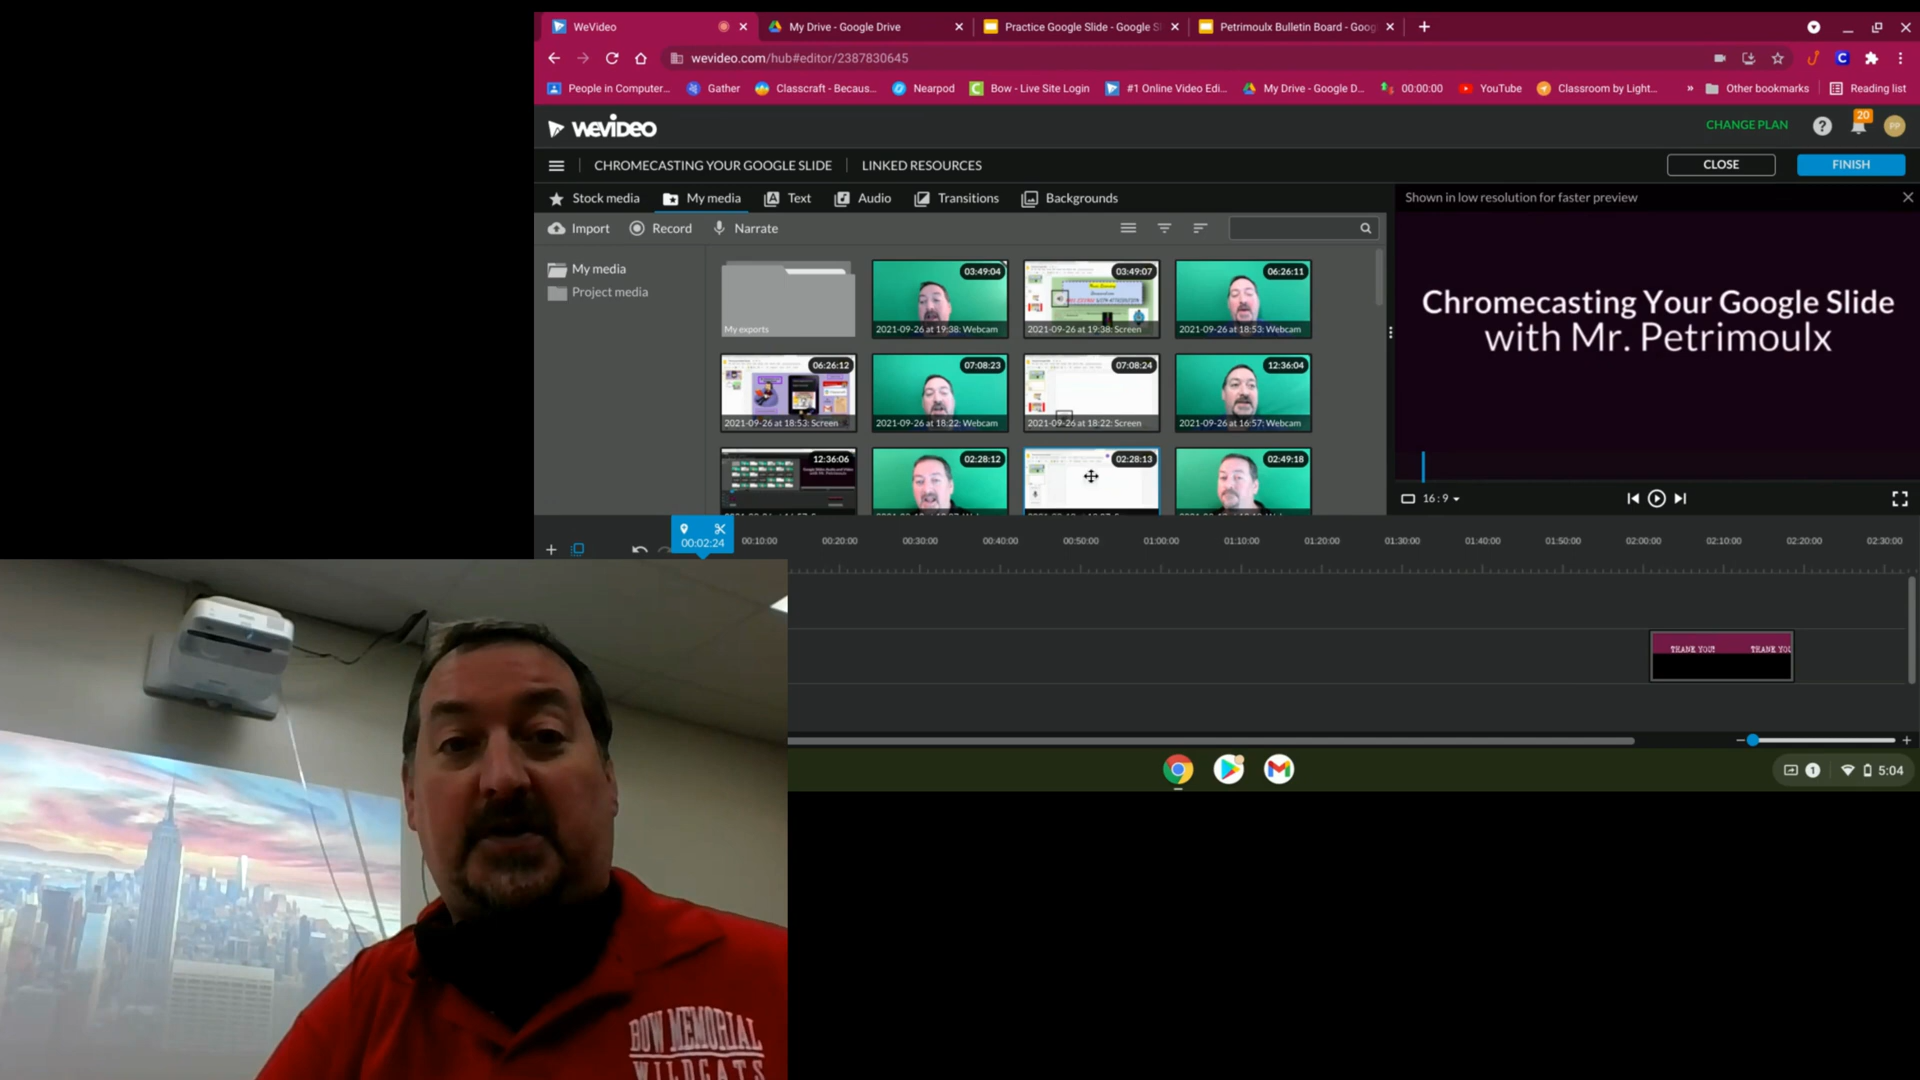 WeVideo
My Drive - Google Drive
Practice Google Slide - Google S
Petrimoulx Bulletin Board - Goog
wevideo.com/hub#editor/2387830645
People in Computer...
Gather
Classcraft - Becaus...
Nearpod
Bow - Live Site Login
#1 Online Video Edi...
My Drive - Google D...
00:00:00
YouTube
Classroom by Light...
»
Other bookmarks
Reading list
WEVIDEO
CHANGE PLAN
20
PP
CHROMECASTING YOUR GOOGLE SLIDE
LINKED RESOURCES
CLOSE
FINISH
Stock media
My media
Text
Audio
Transitions
Backgrounds
Shown in low resolution for faster preview
Import
Record
Narrate
My media
Project media
My exports
03:49:04
2021-09-26 at 19:38: Webcam
03:49:07
2021-09-26 at 19:38: Screen
06:26:11
2021-09-26 at 18:53: Webcam
06:26:12
2021-09-26 at 18:53: Screen
07:08:23
2021-09-26 at 18:22: Webcam
07:08:24
2021-09-26 at 18:22: Screen
12:36:04
2021-09-26 at 16:57: Webcam
12:36:06
02:28:12
02:28:13
02:49:18
Chromecasting Your Google Slide
with Mr. Petrimoulx
16:9
00:02:24
00:10:00
00:20:00
00:30:00
00:40:00
00:50:00
01:00:00
01:10:00
01:20:00
01:30:00
01:40:00
01:50:00
02:00:00
02:10:00
02:20:00
02:30:00
THANK YOU!
THANK YOU
1
5:04
BOW MEMORIAL
WILDCATS